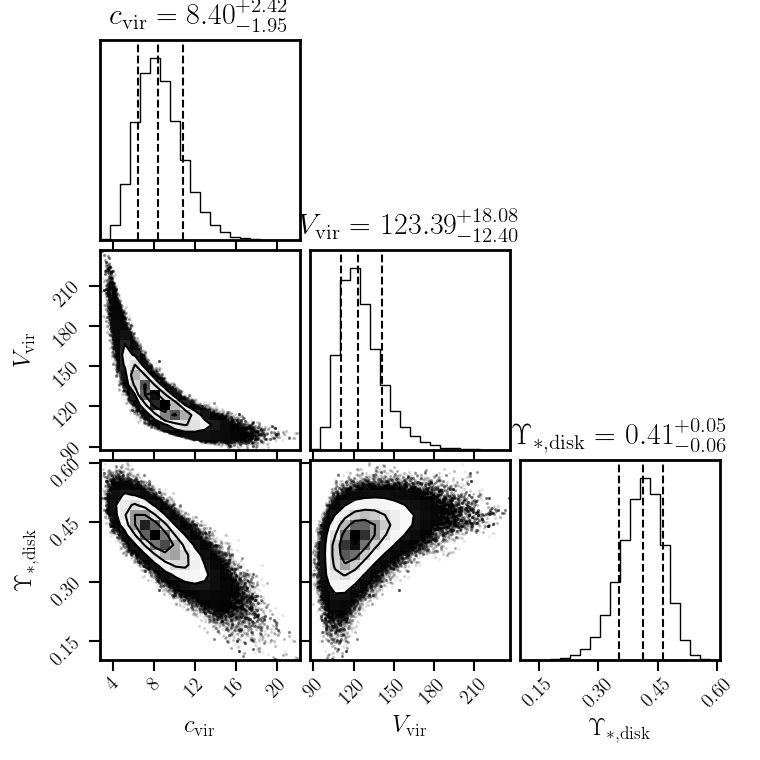 c_vir = 8.40^{+2.42}_{-1.95}
V_vir = 123.39^{+18.08}_{-12.40}
210
180
150
120
90
V_vir
Υ_{*,disk} = 0.41^{+0.05}_{-0.06}
0.60
0.45
0.30
0.15
Υ_{*,disk}
4 8 12 16 20
90 120 150 180 210
0.15 0.30 0.45 0.60
c_vir
V_vir
Υ_{*,disk}